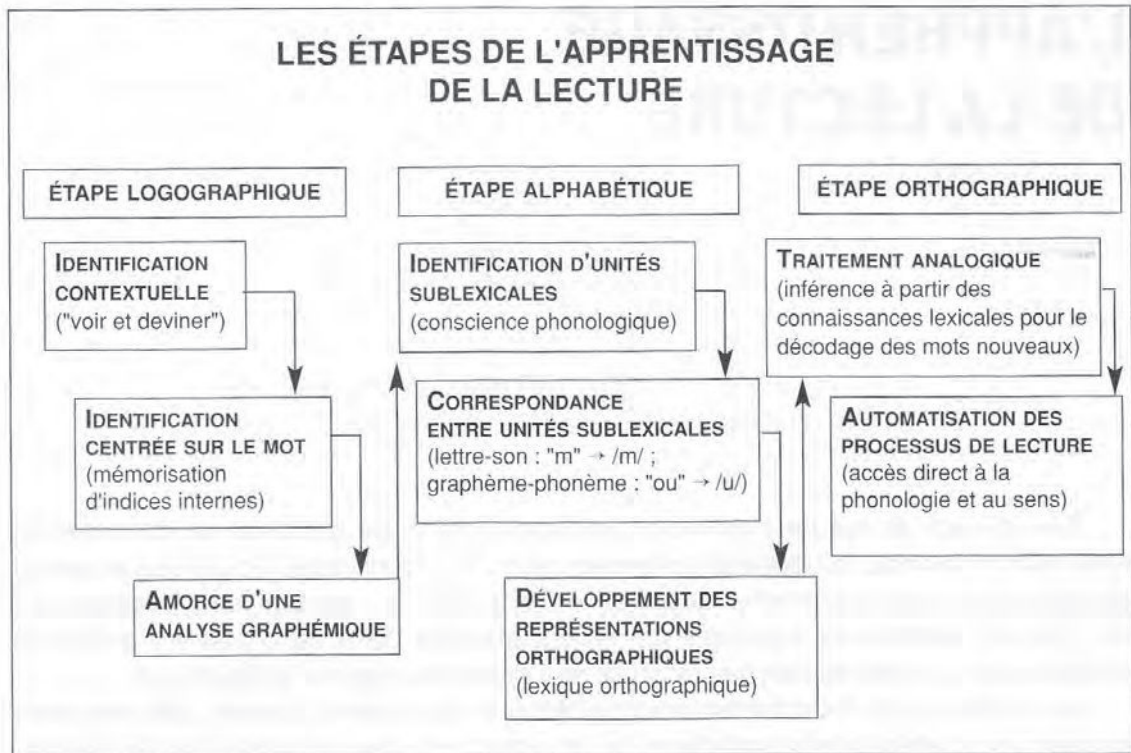 LES ÉTAPES DE L'APPRENTISSAGE
DE LA LECTURE
ÉTAPE LOGOGRAPHIQUE
IDENTIFICATION
CONTEXTUELLE
("voir et deviner")
IDENTIFICATION
CENTRÉE SUR LE MOT
(mémorisation
d'indices internes)
AMORCE D'UNE
ANALYSE GRAPHÉMIQUE
ÉTAPE ALPHABÉTIQUE
IDENTIFICATION D'UNITÉS
SUBLEXICALES
(conscience phonologique)
CORRESPONDANCE
ENTRE UNITÉS SUBLEXICALES
(lettre-son : "m" → /m/ ;
graphème-phonème : "ou" → /u/)
DÉVELOPPEMENT DES
REPRÉSENTATIONS
ORTHOGRAPHIQUES
(lexique orthographique)
ÉTAPE ORTHOGRAPHIQUE
TRAITEMENT ANALOGIQUE
(inférence à partir des
connaissances lexicales pour le
décodage des mots nouveaux)
AUTOMATISATION DES
PROCESSUS DE LECTURE
(accès direct à la
phonologie et au sens)